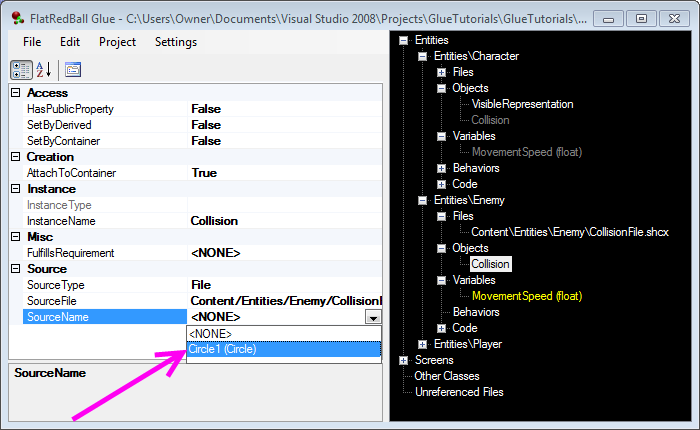 FlatRedBall Glue - C:\Users\Owner\Documents\Visual Studio 2008\Projects\GlueTutorials\GlueTutorials\...
File Edit Project Settings
Access
HasPublicProperty False
SetByDerived False
SetByContainer False
Creation
AttachToContainer True
Instance
InstanceType
InstanceName Collision
Misc
FulfillsRequirement <NONE>
Source
SourceType File
SourceFile Content/Entities/Enemy/Collision
SourceName <NONE>
<NONE>
Circle1 (Circle)
SourceName
Entities
Entities\Character
Files
Objects
VisibleRepresentation
Collision
Variables
MovementSpeed (float)
Behaviors
Code
Entities\Enemy
Files
Content\Entities\Enemy\CollisionFile.shcx
Objects
Collision
Variables
MovementSpeed (float)
Behaviors
Code
Entities\Player
Screens
Other Classes
Unreferenced Files